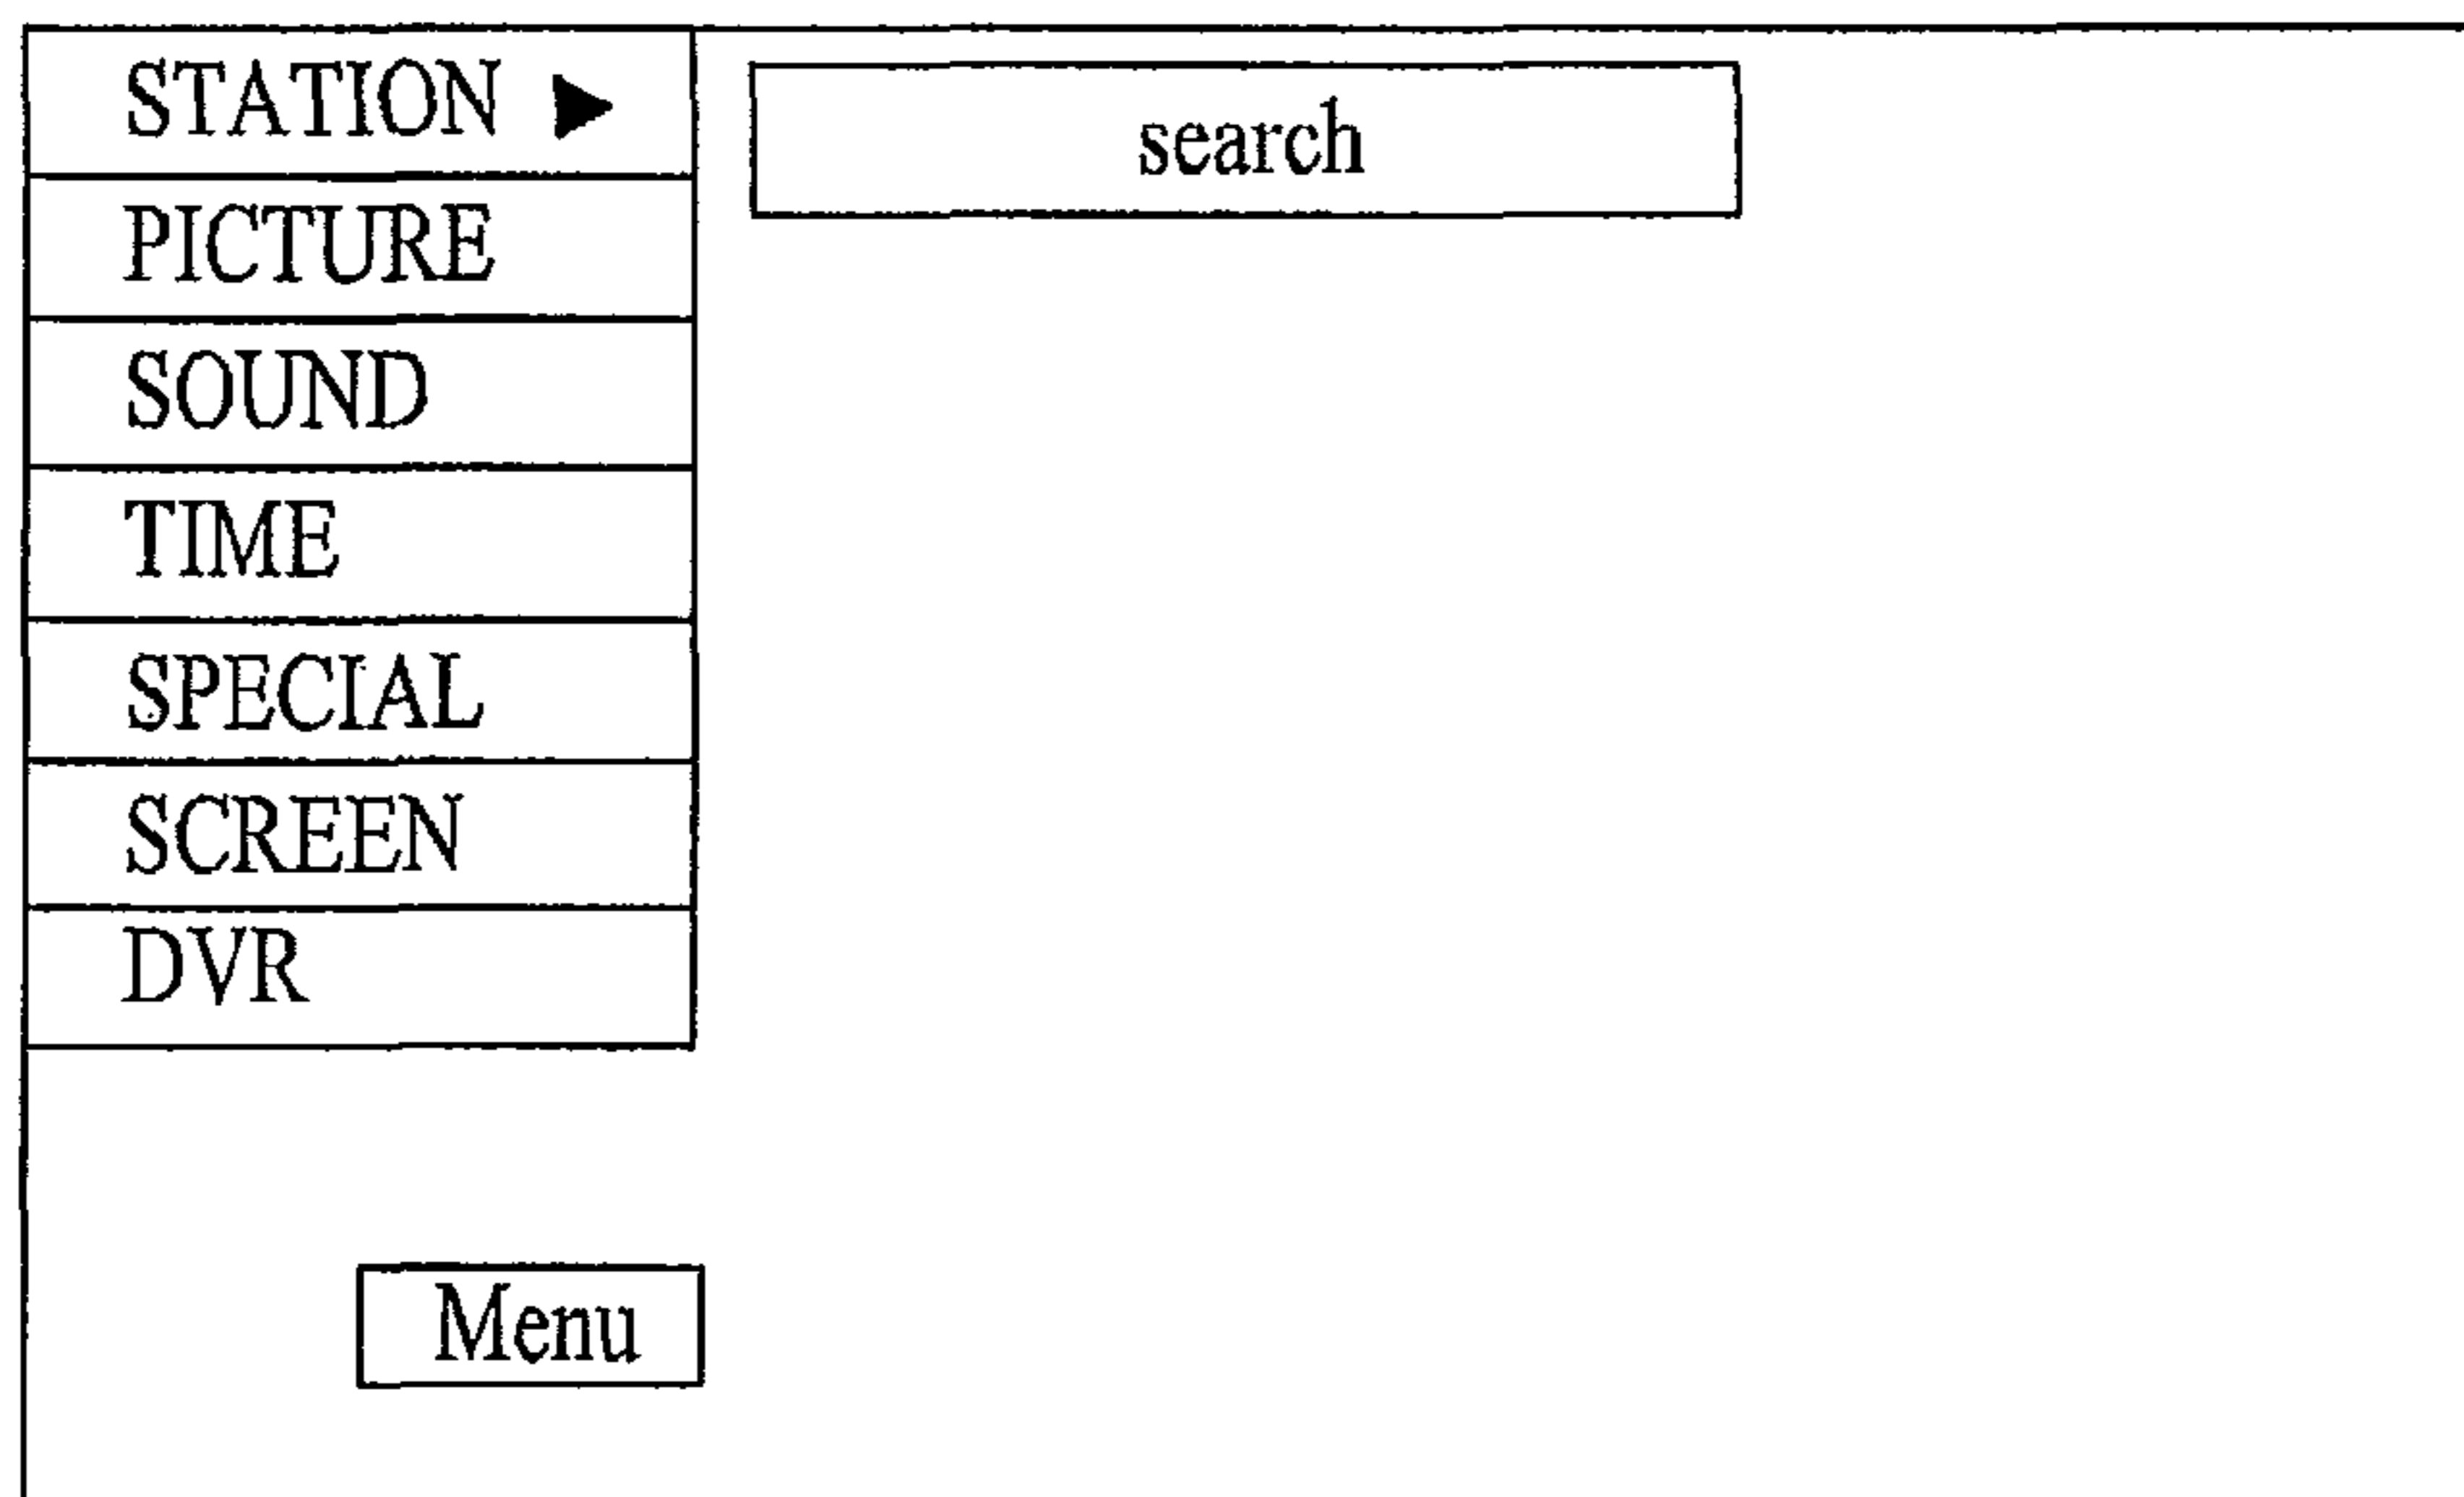 STATION ▶
search
PICTURE
SOUND
TIME
SPECIAL
SCREEN
DVR
Menu